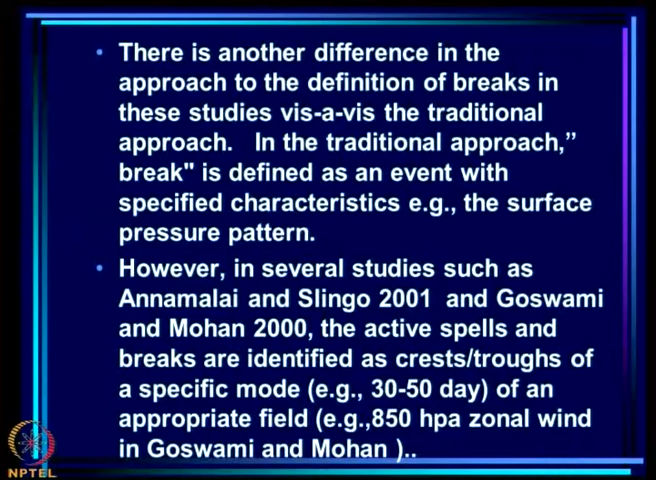 • There is another difference in the
approach to the definition of breaks in
these studies vis-a-vis the traditional
approach. In the traditional approach,”
break" is defined as an event with
specified characteristics e.g., the surface
pressure pattern.
• However, in several studies such as
Annamalai and Slingo 2001 and Goswami
and Mohan 2000, the active spells and
breaks are identified as crests/troughs of
a specific mode (e.g., 30-50 day) of an
appropriate field (e.g.,850 hpa zonal wind
in Goswami and Mohan )..
NPTEL